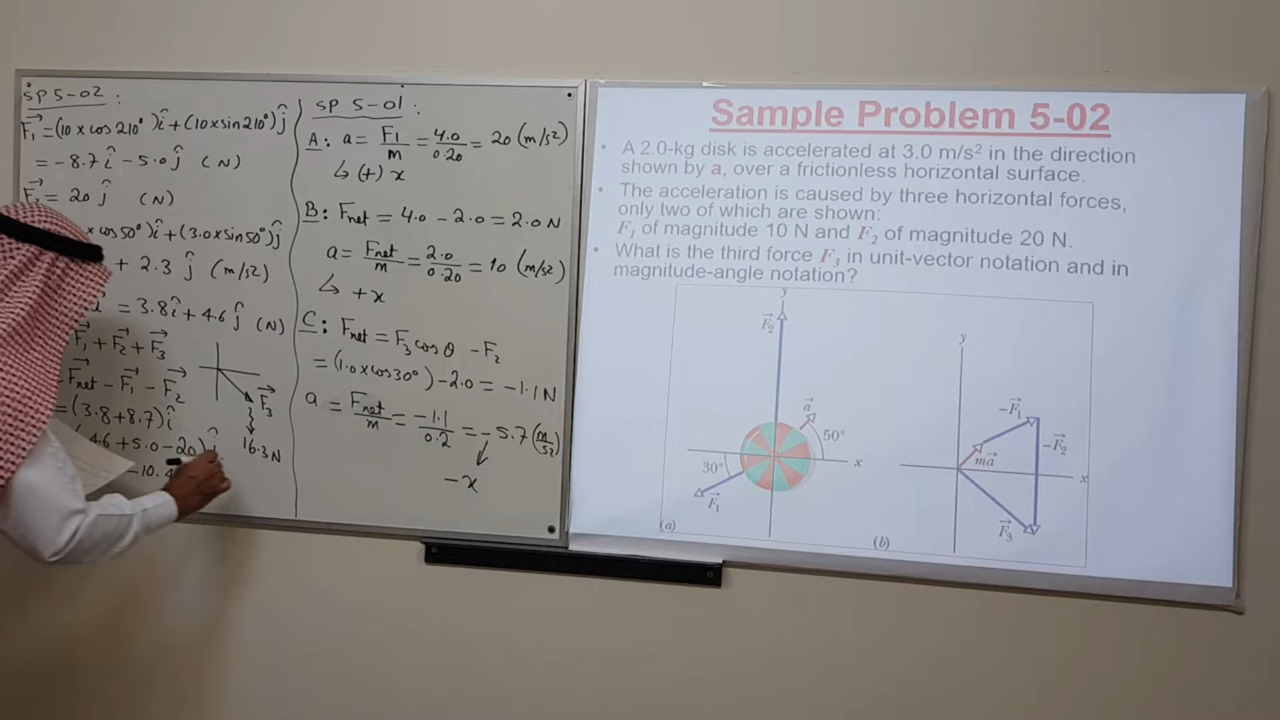 SP 5-02 :
F₁ = (10 x cos 210°) î + (10 x sin 210°) ĵ
= -8.7 î - 5.0 ĵ (N)
= 20 ĵ (N)
x cos 50°) î + (3.0 x sin 50°) ĵ
+ 2.3 ĵ (m/s²)
= 3.8 î + 4.6 ĵ (N)
F₁ + F₂ + F₃
Fnet - F₁ - F₂
= (3.8 + 8.7) î
4.6 + 5.0 - 20) ĵ
-10.4
F₃
16.3 N
SP 5-01 :
A: a = F1/m = 4.0/0.20 = 20 (m/s²)
↳ (+) x
B: Fnet = 4.0 - 2.0 = 2.0 N
a = Fnet/m = 2.0/0.20 = 10 (m/s²)
↳ +x
C: Fnet = F₃ cos θ - F₂
= (1.0 x cos 30°) - 2.0 = -1.1 N
a = Fnet/m = -1.1/0.2 = -5.7 (m/s²)
-x
Sample Problem 5-02
• A 2.0-kg disk is accelerated at 3.0 m/s² in the direction
shown by a, over a frictionless horizontal surface.
• The acceleration is caused by three horizontal forces,
only two of which are shown:
F₁ of magnitude 10 N and F₂ of magnitude 20 N.
• What is the third force F₃ in unit-vector notation and in
magnitude-angle notation?
y
F₂
a
50°
x
30°
F₁
(a)
y
-F₁
-F₂
ma
x
F₃
(b)